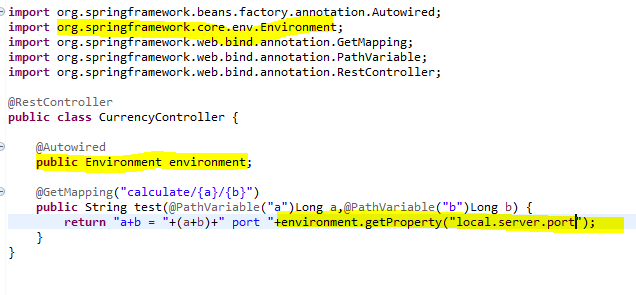 import org.springframework.beans.factory.annotation.Autowired;
import org.springframework.core.env.Environment;
import org.springframework.web.bind.annotation.GetMapping;
import org.springframework.web.bind.annotation.PathVariable;
import org.springframework.web.bind.annotation.RestController;
@RestController
public class CurrencyController {
@Autowired
public Environment environment;
@GetMapping("calculate/{a}/{b}")
public String test(@PathVariable("a")Long a,@PathVariable("b")Long b) {
return "a+b = "+(a+b)+" port "+environment.getProperty("local.server.port");
}
}